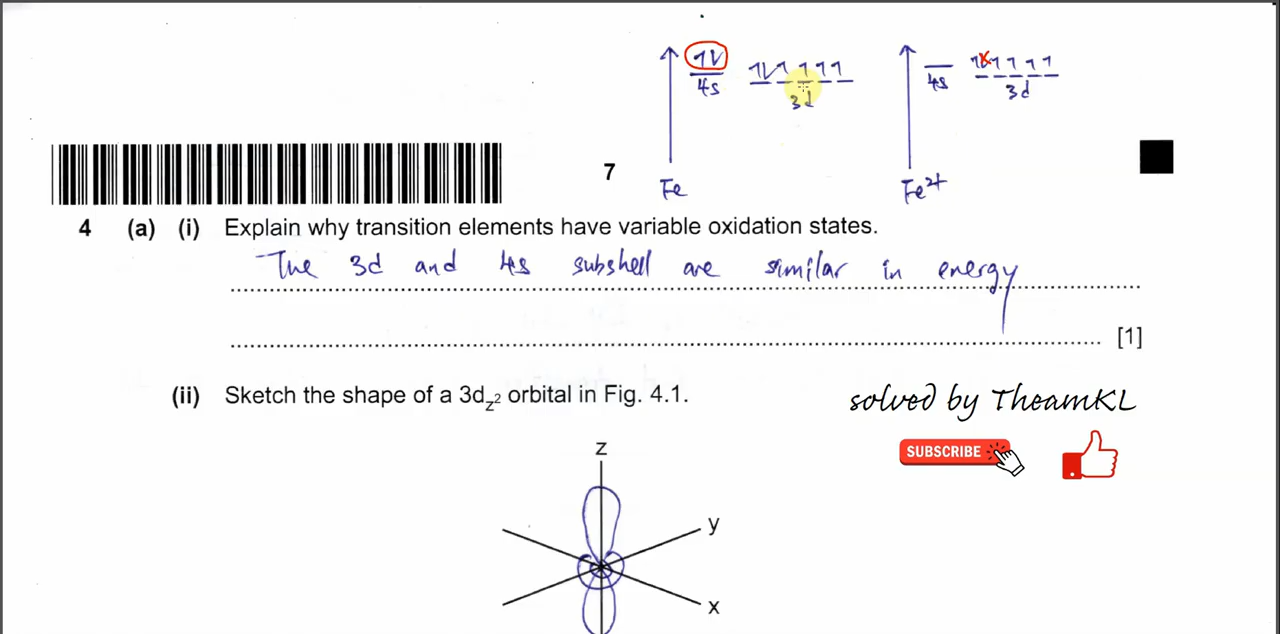 4s
3d
4s
3d
7
Fe
Fe2+
4 (a) (i) Explain why transition elements have variable oxidation states.
The 3d and 4s subshell are similar in energy
[1]
(ii) Sketch the shape of a 3dz2 orbital in Fig. 4.1.
solved by TheamKL
SUBSCRIBE
z
y
x